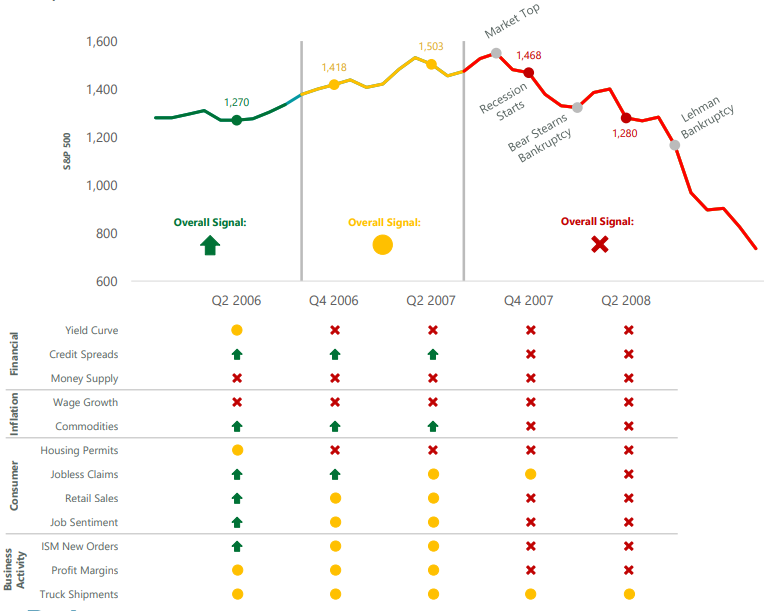 Market Top
1,600
1,503
1,468
1,418
1,400
1,270
Recession
Starts
Bear Stearns
Bankruptcy
Lehman
Bankruptcy
1,280
1,200
S&P 500
1,000
Overall Signal:
Overall Signal:
Overall Signal:
800
600
Q2 2006
Q4 2006
Q2 2007
Q4 2007
Q2 2008
Financial
Yield Curve
Credit Spreads
Money Supply
Inflation
Wage Growth
Commodities
Consumer
Housing Permits
Jobless Claims
Retail Sales
Job Sentiment
Business
Activity
ISM New Orders
Profit Margins
Truck Shipments